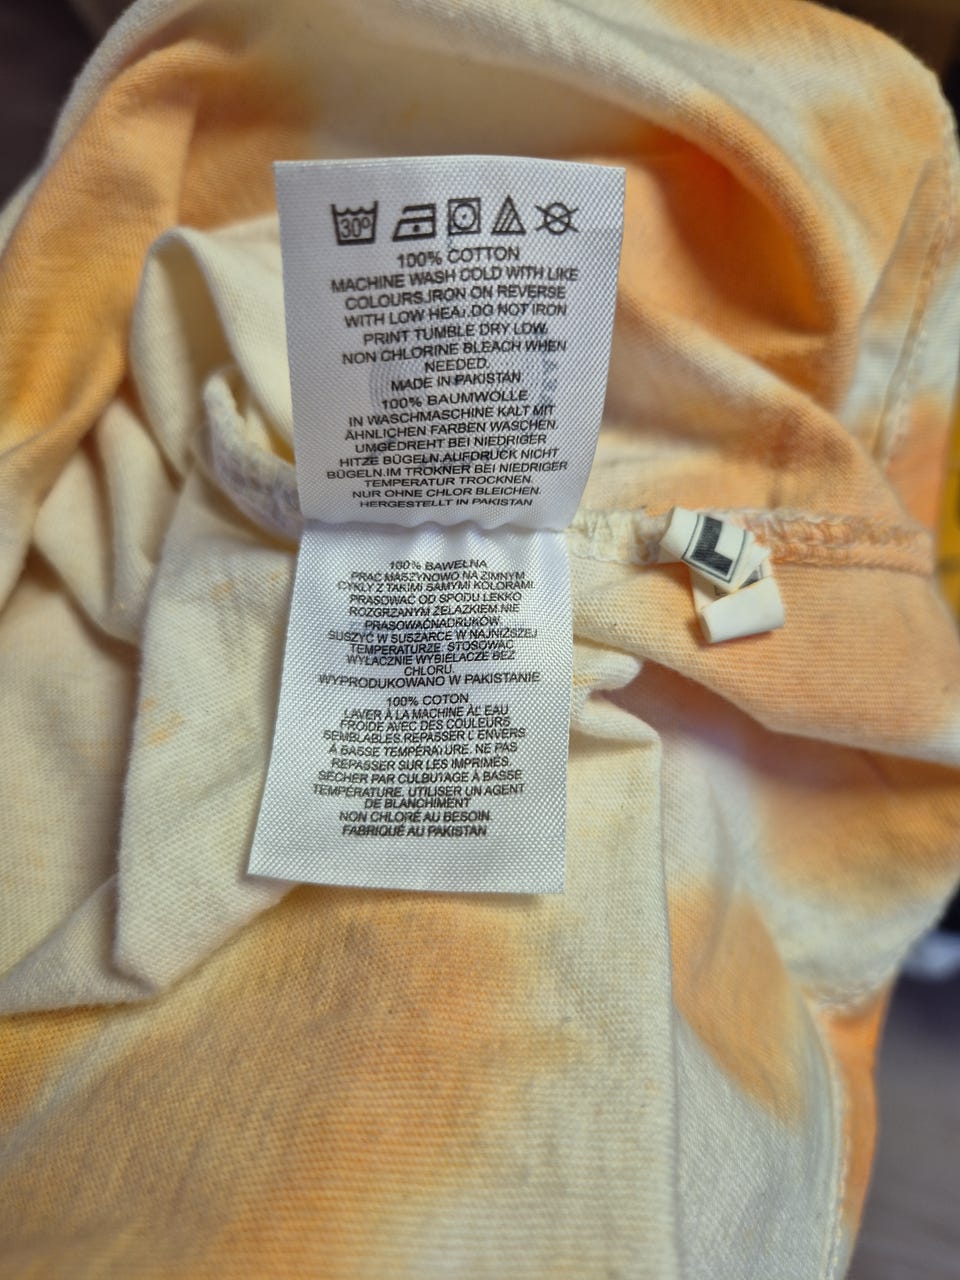 30º
100% COTTON
MACHINE WASH COLD WITH LIKE
COLOURS.IRON ON REVERSE
WITH LOW HEAT.DO NOT IRON
PRINT TUMBLE DRY LOW.
NON CHLORINE BLEACH WHEN
NEEDED.
MADE IN PAKISTAN
100% BAUMWOLLE
IN WASCHMASCHINE KALT MIT
ÄHNLICHEN FARBEN WASCHEN.
UMGEDREHT BEI NIEDRIGER
HITZE BÜGELN.AUFDRUCK NICHT
BÜGELN.IM TROKNER BEI NIEDRIGER
TEMPERATUR TROCKNEN.
NUR OHNE CHLOR BLEICHEN.
HERGESTELLT IN PAKISTAN
L
100% BAWEŁNA
PRAĆ MASZYNOWO NA ZIMNYM
CYKLY Z TAKIMI SAMYMI KOLORAMI.
PRASOWAĆ OD SPODU LEKKO
ROZGRZANYM ŻELAZKIEM.NIE
PRASOWAĆNADRUKÓW.
SUSZYĆ W SUSZARCE W NAJNIŻSZEJ
TEMPERATURZE. STOSOWAĆ
WYŁĄCZNIE WYBIELACZE BEZ
CHLORU.
WYPRODUKOWANO W PAKISTANIE
100% COTON
LAVER À LA MACHINE ÀL' EAU
FROIDE AVEC DES COULEURS
SEMBLABLES.REPASSER L' ENVERS
À BASSE TEMPÉRATURE. NE PAS
REPASSER SUR LES IMPRIMÉS.
SÉCHER PAR CULBUTAGE À BASSE
TEMPÉRATURE. UTILISER UN AGENT
DE BLANCHIMENT
NON CHLORÉ AU BESOIN.
FABRIQUÉ AU PAKISTAN